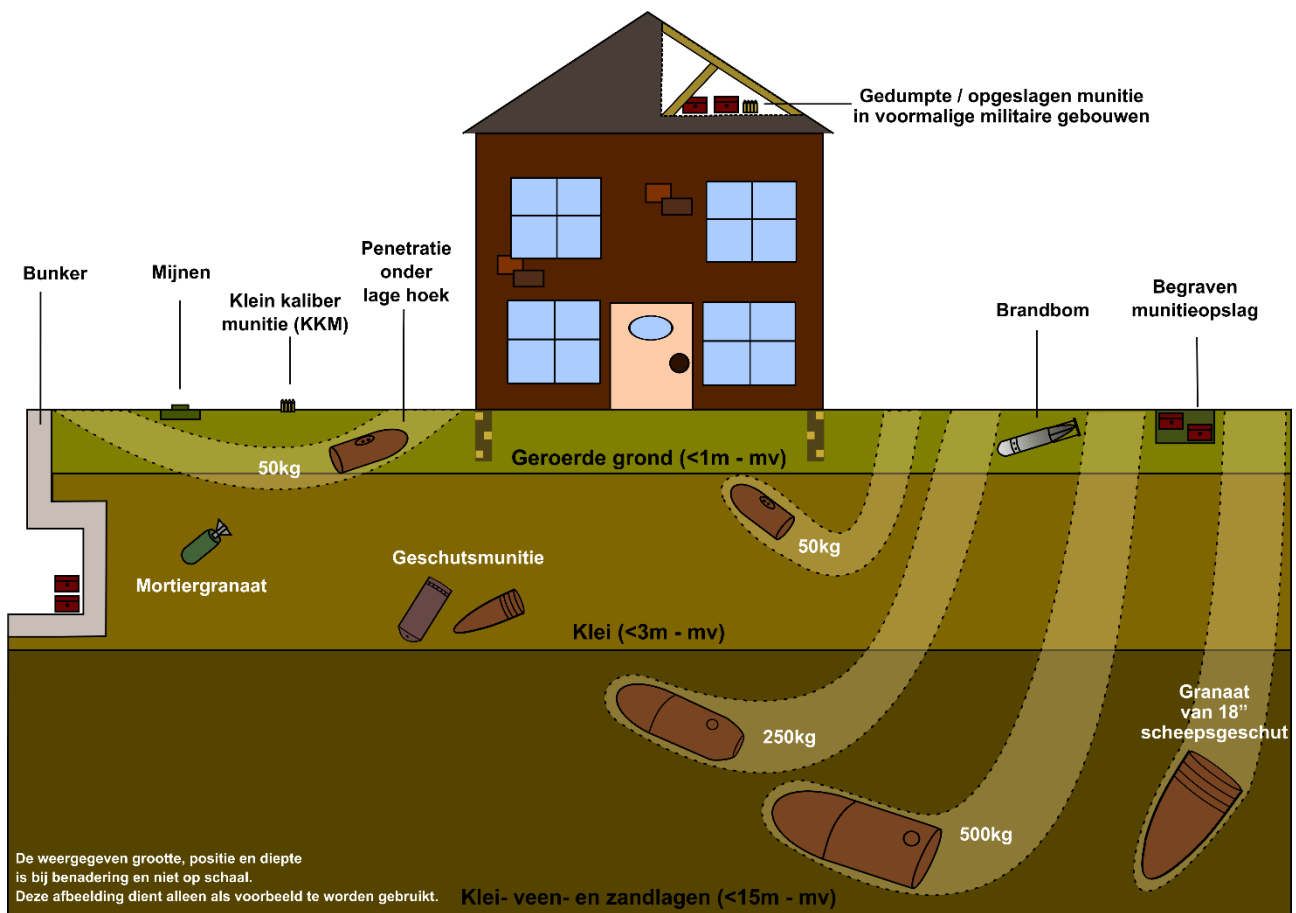 Gedumpte / opgeslagen munitie
in voormalige militaire gebouwen
Bunker
Mijnen
Klein kaliber
munitie (KKM)
Penetratie
onder
lage hoek
Brandbom
Begraven
munitieopslag
50kg
Geroerde grond (<1m - mv)
50kg
Mortiergranaat
Geschutsmunitie
Klei (<3m - mv)
250kg
Granaat
van 18”
scheepsgeschut
500kg
De weergegeven grootte, positie en diepte
is bij benadering en niet op schaal.
Deze afbeelding dient alleen als voorbeeld te worden gebruikt.
Klei- veen- en zandlagen (<15m - mv)